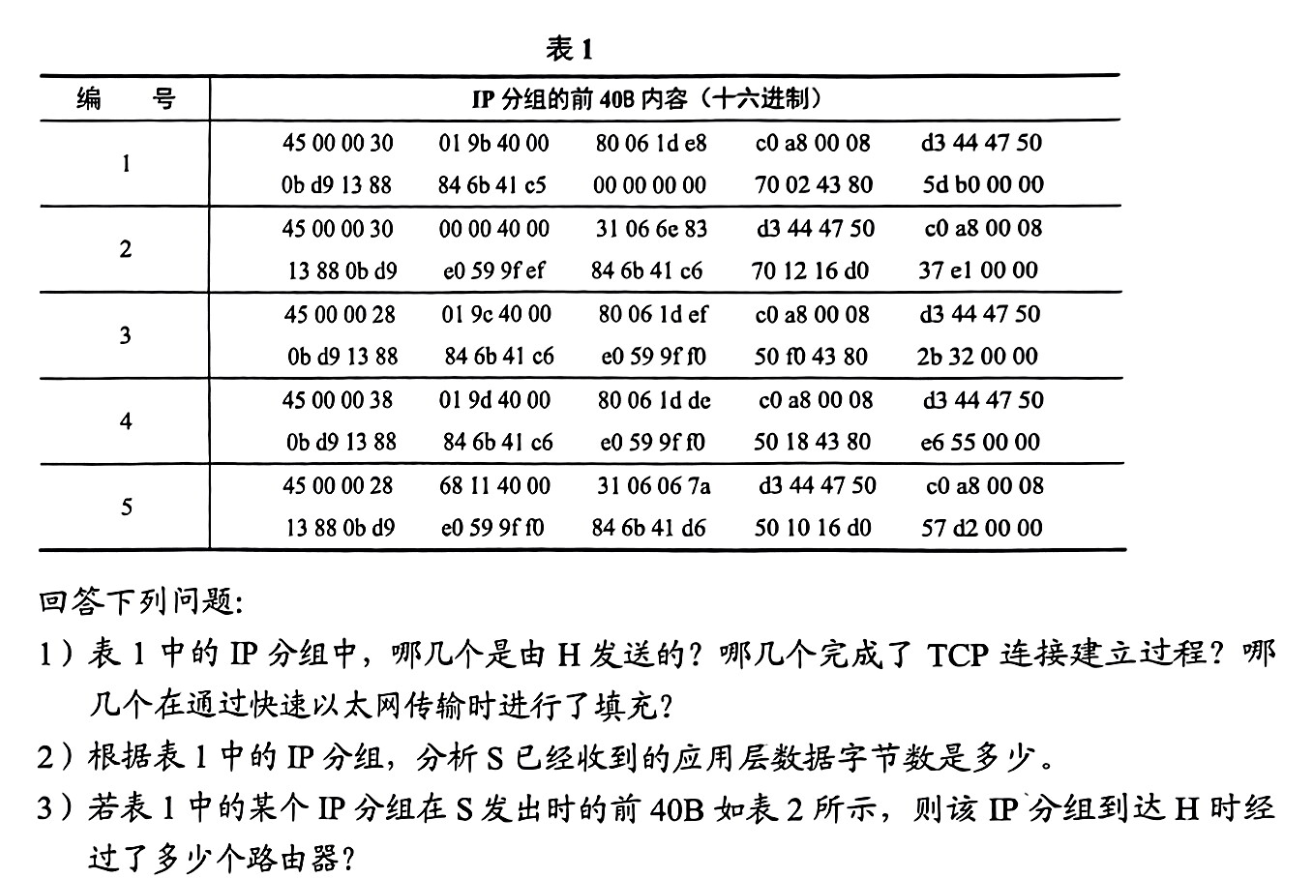 表 1
编 号 IP 分组的前 40B 内容（十六进制）
45 00 00 30 01 9b 40 00 80 06 1d e8 c0 a8 00 08 d3 44 47 50
1
0b d9 13 88 84 6b 41 c5 00 00 00 00 70 02 43 80 5d b0 00 00
45 00 00 30 00 00 40 00 31 06 6e 83 d3 44 47 50 c0 a8 00 08
2
13 88 0b d9 e0 59 9f ef 84 6b 41 c6 70 12 16 d0 37 e1 00 00
45 00 00 28 01 9c 40 00 80 06 1d ef c0 a8 00 08 d3 44 47 50
3
0b d9 13 88 84 6b 41 c6 e0 59 9f f0 50 f0 43 80 2b 32 00 00
45 00 00 38 01 9d 40 00 80 06 1d de c0 a8 00 08 d3 44 47 50
4
0b d9 13 88 84 6b 41 c6 e0 59 9f f0 50 18 43 80 e6 55 00 00
45 00 00 28 68 11 40 00 31 06 06 7a d3 44 47 50 c0 a8 00 08
5
13 88 0b d9 e0 59 9f f0 84 6b 41 d6 50 10 16 d0 57 d2 00 00
回答下列问题：
1）表 1 中的 IP 分组中，哪几个是由 H 发送的？哪几个完成了 TCP 连接建立过程？哪
几个在通过快速以太网传输时进行了填充？
2）根据表 1 中的 IP 分组，分析 S 已经收到的应用层数据字节数是多少。
3）若表 1 中的某个 IP 分组在 S 发出时的前 40B 如表 2 所示，则该 IP 分组到达 H 时经
过了多少个路由器？